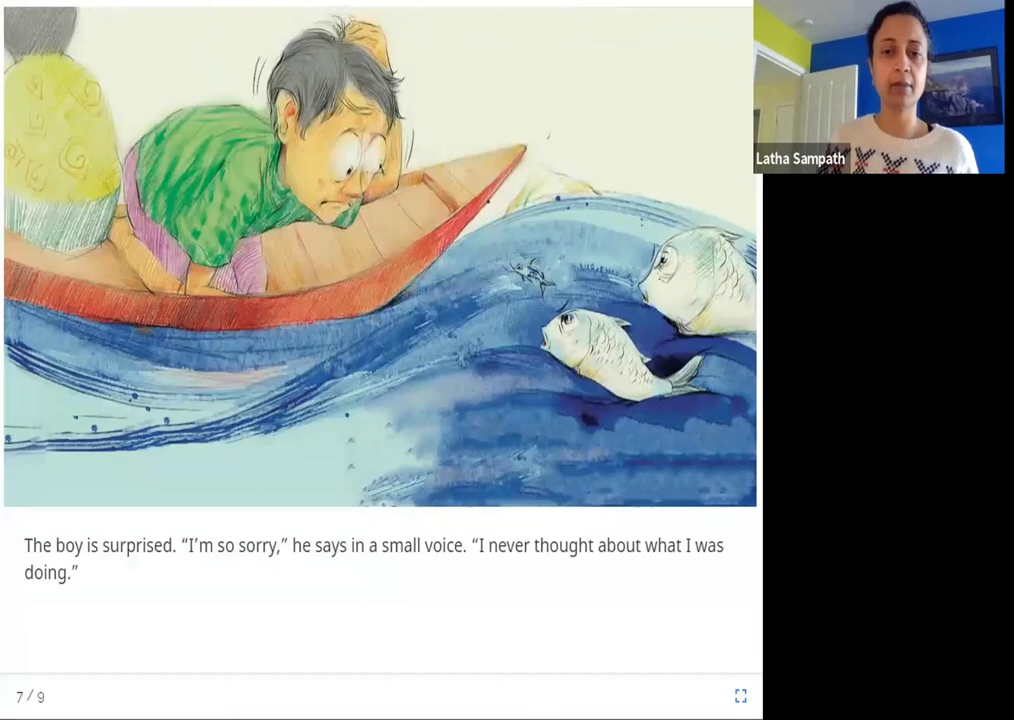 Latha Sampath
The boy is surprised. “I’m so sorry,” he says in a small voice. “I never thought about what I was
doing.”
7 / 9